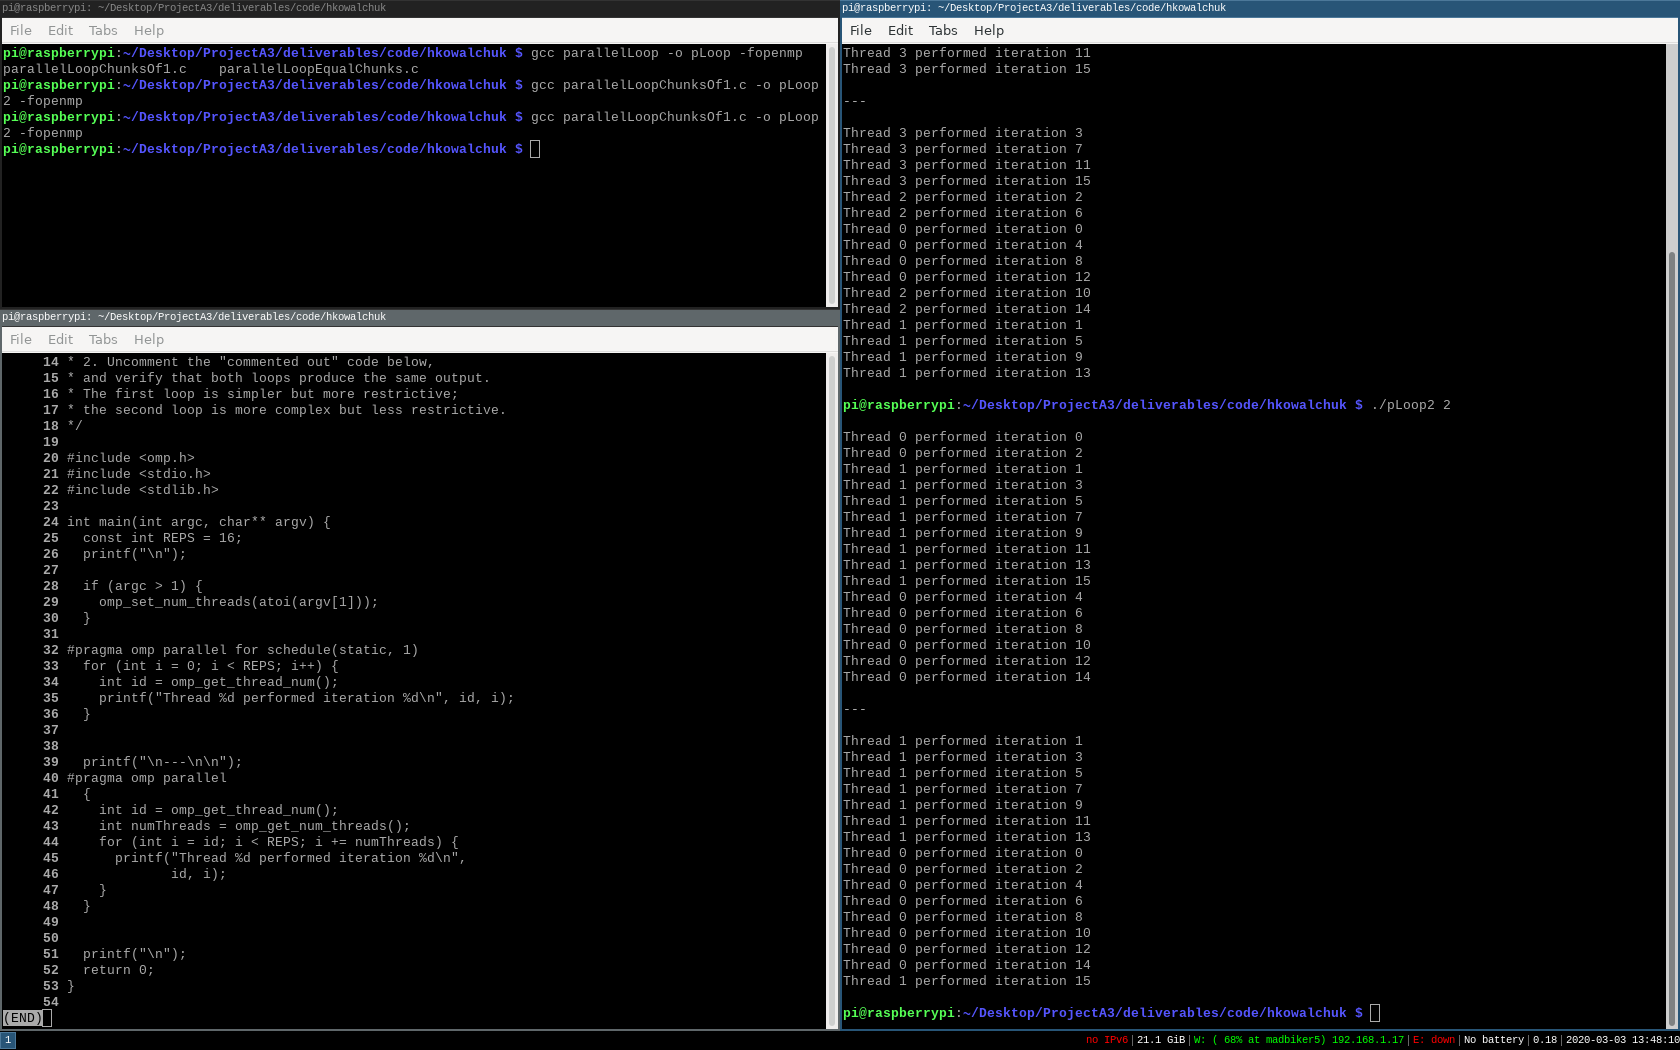 pi@raspberrypi: ~/Desktop/ProjectA3/deliverables/code/hkowalchuk
File Edit Tabs Help
pi@raspberrypi:~/Desktop/ProjectA3/deliverables/code/hkowalchuk $ gcc parallelLoop -o pLoop -fopenmp
parallelLoopChunksOf1.c    parallelLoopEqualChunks.c
pi@raspberrypi:~/Desktop/ProjectA3/deliverables/code/hkowalchuk $ gcc parallelLoopChunksOf1.c -o pLoop
2 -fopenmp
pi@raspberrypi:~/Desktop/ProjectA3/deliverables/code/hkowalchuk $ gcc parallelLoopChunksOf1.c -o pLoop
2 -fopenmp
pi@raspberrypi:~/Desktop/ProjectA3/deliverables/code/hkowalchuk $
pi@raspberrypi: ~/Desktop/ProjectA3/deliverables/code/hkowalchuk
File Edit Tabs Help
14 * 2. Uncomment the "commented out" code below,
15 * and verify that both loops produce the same output.
16 * The first loop is simpler but more restrictive;
17 * the second loop is more complex but less restrictive.
18 */
19
20 #include <omp.h>
21 #include <stdio.h>
22 #include <stdlib.h>
23
24 int main(int argc, char** argv) {
25   const int REPS = 16;
26   printf("\n");
27
28   if (argc > 1) {
29     omp_set_num_threads(atoi(argv[1]));
30   }
31
32 #pragma omp parallel for schedule(static, 1)
33   for (int i = 0; i < REPS; i++) {
34     int id = omp_get_thread_num();
35     printf("Thread %d performed iteration %d\n", id, i);
36   }
37
38
39   printf("\n---\n\n");
40 #pragma omp parallel
41   {
42     int id = omp_get_thread_num();
43     int numThreads = omp_get_num_threads();
44     for (int i = id; i < REPS; i += numThreads) {
45       printf("Thread %d performed iteration %d\n",
46              id, i);
47     }
48   }
49
50
51   printf("\n");
52   return 0;
53 }
54
(END)
pi@raspberrypi: ~/Desktop/ProjectA3/deliverables/code/hkowalchuk
File Edit Tabs Help
Thread 3 performed iteration 11
Thread 3 performed iteration 15
---
Thread 3 performed iteration 3
Thread 3 performed iteration 7
Thread 3 performed iteration 11
Thread 3 performed iteration 15
Thread 2 performed iteration 2
Thread 2 performed iteration 6
Thread 0 performed iteration 0
Thread 0 performed iteration 4
Thread 0 performed iteration 8
Thread 0 performed iteration 12
Thread 2 performed iteration 10
Thread 2 performed iteration 14
Thread 1 performed iteration 1
Thread 1 performed iteration 5
Thread 1 performed iteration 9
Thread 1 performed iteration 13
pi@raspberrypi:~/Desktop/ProjectA3/deliverables/code/hkowalchuk $ ./pLoop2 2
Thread 0 performed iteration 0
Thread 0 performed iteration 2
Thread 1 performed iteration 1
Thread 1 performed iteration 3
Thread 1 performed iteration 5
Thread 1 performed iteration 7
Thread 1 performed iteration 9
Thread 1 performed iteration 11
Thread 1 performed iteration 13
Thread 1 performed iteration 15
Thread 0 performed iteration 4
Thread 0 performed iteration 6
Thread 0 performed iteration 8
Thread 0 performed iteration 10
Thread 0 performed iteration 12
Thread 0 performed iteration 14
---
Thread 1 performed iteration 1
Thread 1 performed iteration 3
Thread 1 performed iteration 5
Thread 1 performed iteration 7
Thread 1 performed iteration 9
Thread 1 performed iteration 11
Thread 1 performed iteration 13
Thread 0 performed iteration 0
Thread 0 performed iteration 2
Thread 0 performed iteration 4
Thread 0 performed iteration 6
Thread 0 performed iteration 8
Thread 0 performed iteration 10
Thread 0 performed iteration 12
Thread 0 performed iteration 14
Thread 1 performed iteration 15
pi@raspberrypi:~/Desktop/ProjectA3/deliverables/code/hkowalchuk $
1 no IPv6|21.1 GiB|W: ( 68% at madbiker5) 192.168.1.17|E: down|No battery|0.18|2020-03-03 13:48:10